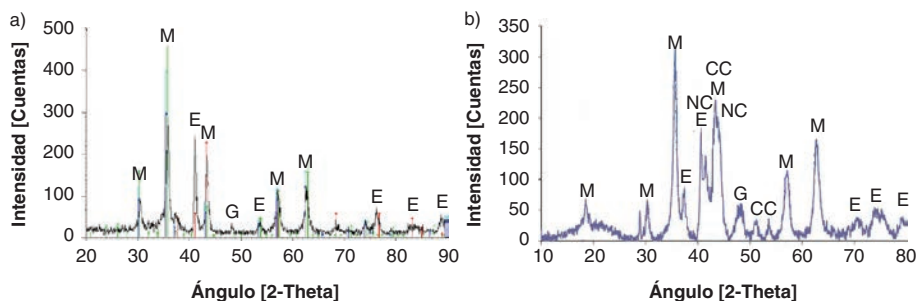 a)
Intensidad [Cuentas]
500
400
300
200
100
0
M
M
E
M
G
E
M
M
E
E
E
20 30 40 50 60 70 80 90
Ángulo [2-Theta]
b)
Intensidad [Cuentas]
350
300
250
200
150
100
50
0
M
M
M
E
NC
E
CC
M
NC
G
CC
M
M
E
E
E
10 20 30 40 50 60 70 80
Ángulo [2-Theta]